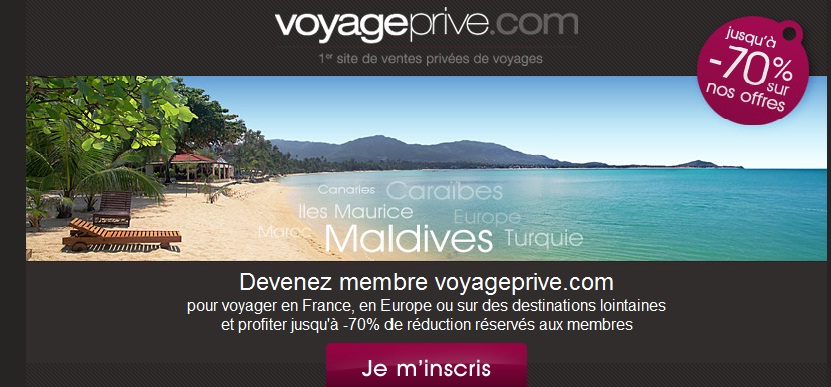 voyageprive.com
1er site de ventes privées de voyages
jusqu'à
-70%
sur
nos offres
Canaries
Caraïbes
Iles Maurice
Europe
Maroc
Maldives
Turquie
Devenez membre voyageprive.com
pour voyager en France, en Europe ou sur des destinations lointaines
et profiter jusqu'à -70% de réduction réservés aux membres
Je m'inscris